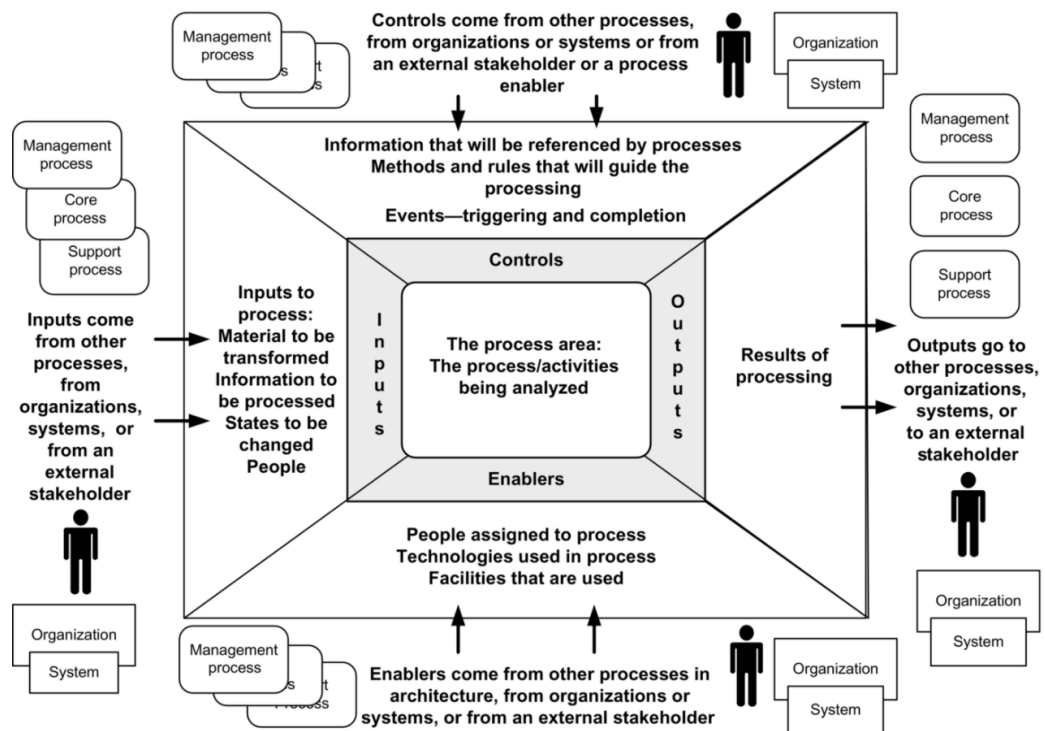 Management
process
Controls come from other processes,
from organizations or systems or from
an external stakeholder or a process
enabler
Organization
System
Management
process
Core
process
Support
process
Inputs come
from other
processes,
from
organizations,
systems, or
from an
external
stakeholder
Organization
System
Information that will be referenced by processes
Methods and rules that will guide the
processing
Events—triggering and completion
Controls
Inputs to
process:
Material to be
transformed
Information to
be processed
States to be
changed
People
Inputs
The process area:
The process/activities
being analyzed
Outputs
Results of
processing
Enablers
People assigned to process
Technologies used in process
Facilities that are used
Management
process
Core
process
Support
process
Outputs go to
other processes,
organizations,
systems, or
to an external
stakeholder
Organization
System
Management
process
Enablers come from other processes in
architecture, from organizations or
systems, or from an external stakeholder
Organization
System